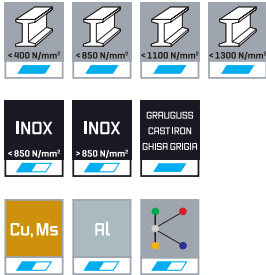 <400 N/mm²
<850 N/mm²
<1100 N/mm²
<1300 N/mm²
INOX
<850 N/mm²
INOX
>850 N/mm²
GRAUGUSS
CAST IRON
GHISA GRIGIA
Cu, Ms
Al